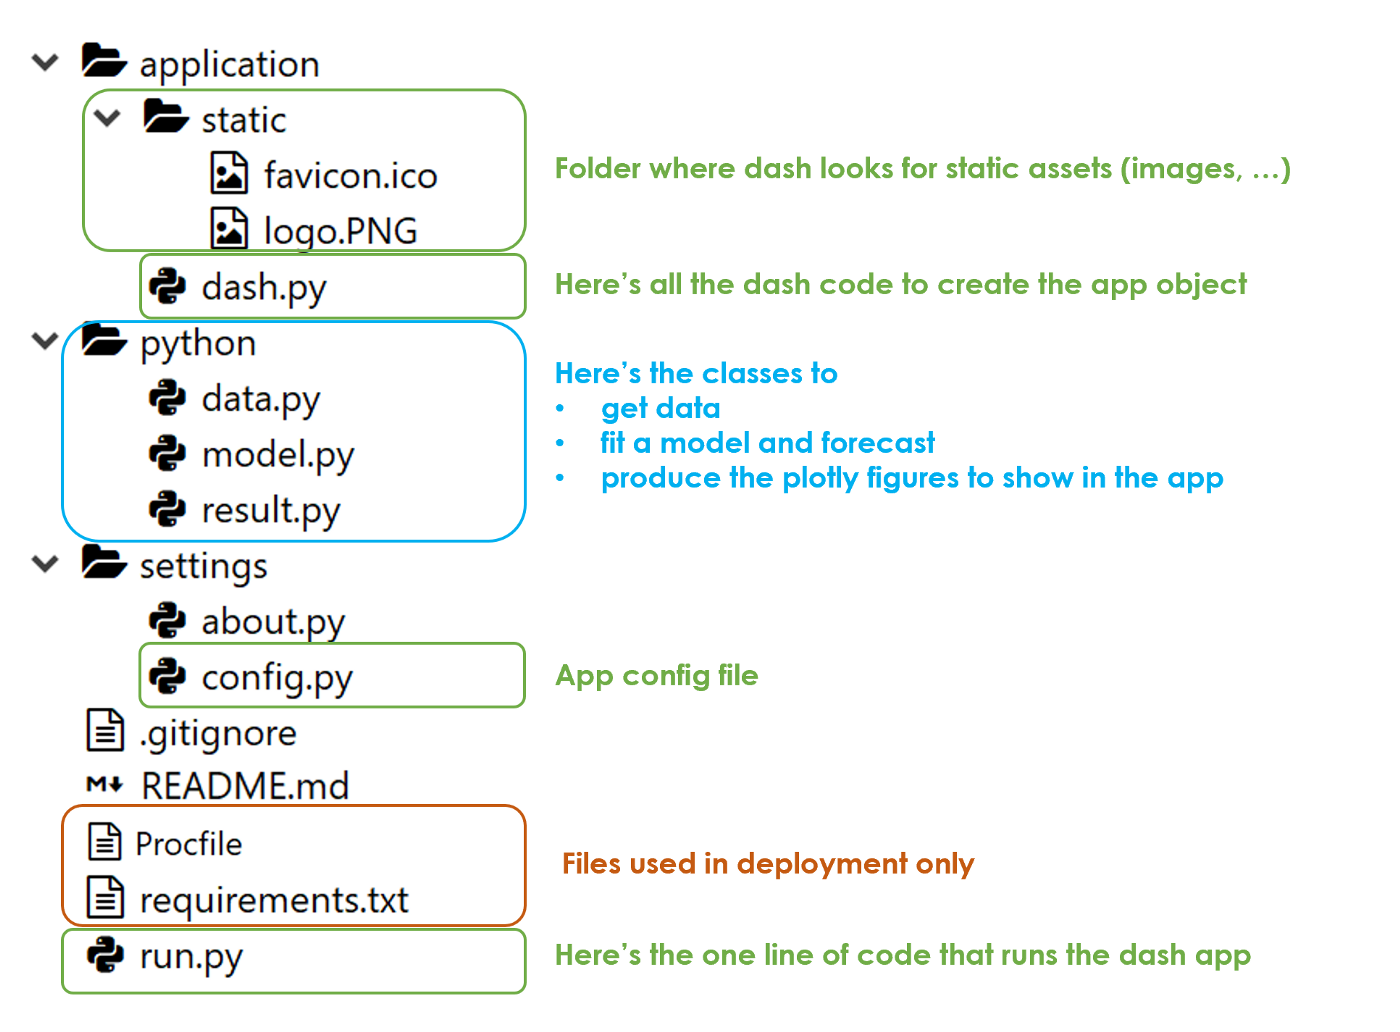 application
static
favicon.ico
logo.PNG
Folder where dash looks for static assets (images, …)
dash.py
Here’s all the dash code to create the app object
python
data.py
model.py
result.py
Here’s the classes to
• get data
• fit a model and forecast
• produce the plotly figures to show in the app
settings
about.py
config.py
App config file
.gitignore
M README.md
Procfile
requirements.txt
Files used in deployment only
run.py
Here’s the one line of code that runs the dash app